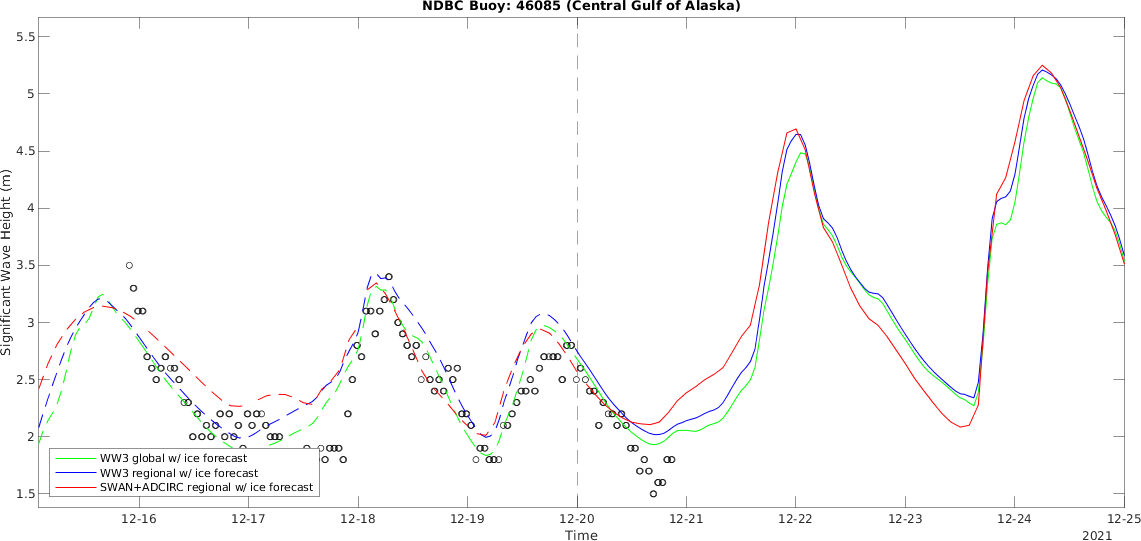 NDBC Buoy: 46085 (Central Gulf of Alaska)
Significant Wave Height (m)
5.5
5
4.5
4
3.5
3
2.5
2
1.5
WW3 global w/ ice forecast
WW3 regional w/ ice forecast
SWAN+ADCIRC regional w/ ice forecast
12-16 12-17 12-18 12-19 12-20 12-21 12-22 12-23 12-24 12-25
Time
2021